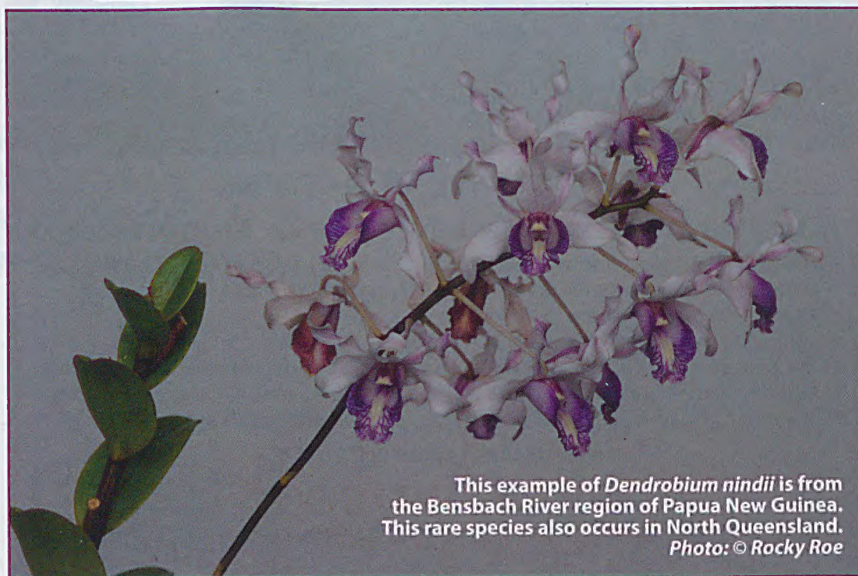 This example of Dendrobium nindii is from
the Bensbach River region of Papua New Guinea.
This rare species also occurs in North Queensland.
Photo: © Rocky Roe